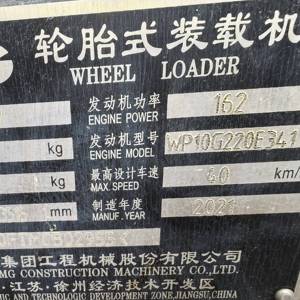 轮胎式装载机
WHEEL LOADER
发动机功率 162
ENGINE POWER
kg 发动机型号 WP10G220E341
ENGINE MODEL
kg 最高设计车速 40 km/
MAX. SPEED
mm 制造年度
MANUF. YEAR
集团工程机械股份有限公司
MG CONSTRUCTION MACHINERY CO.,LT
江苏·徐州经济技术开发区
IC AND TECHNOLOGIC DEVELOPMENT ZONE,JIANGSU,CHINA